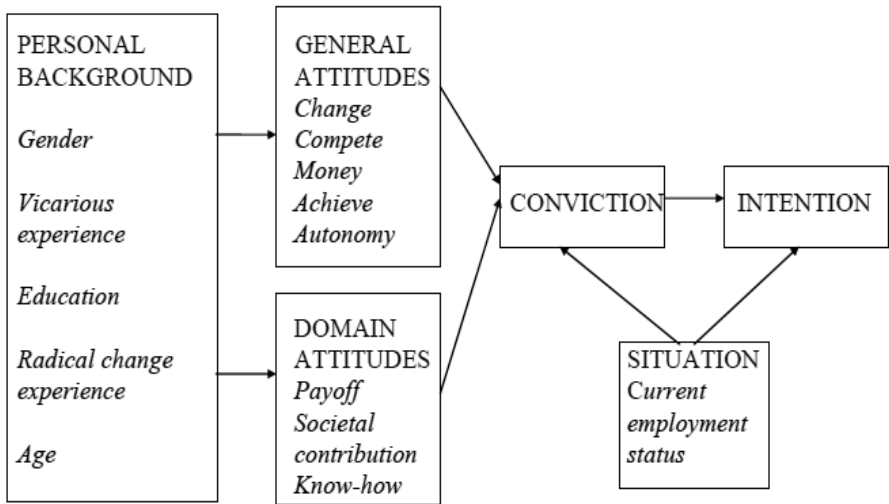 PERSONAL
BACKGROUND
Gender
Vicarious
experience
Education
Radical change
experience
Age
GENERAL
ATTITUDES
Change
Compete
Money
Achieve
Autonomy
DOMAIN
ATTITUDES
Payoff
Societal
contribution
Know-how
CONVICTION
INTENTION
SITUATION
Current
employment
status